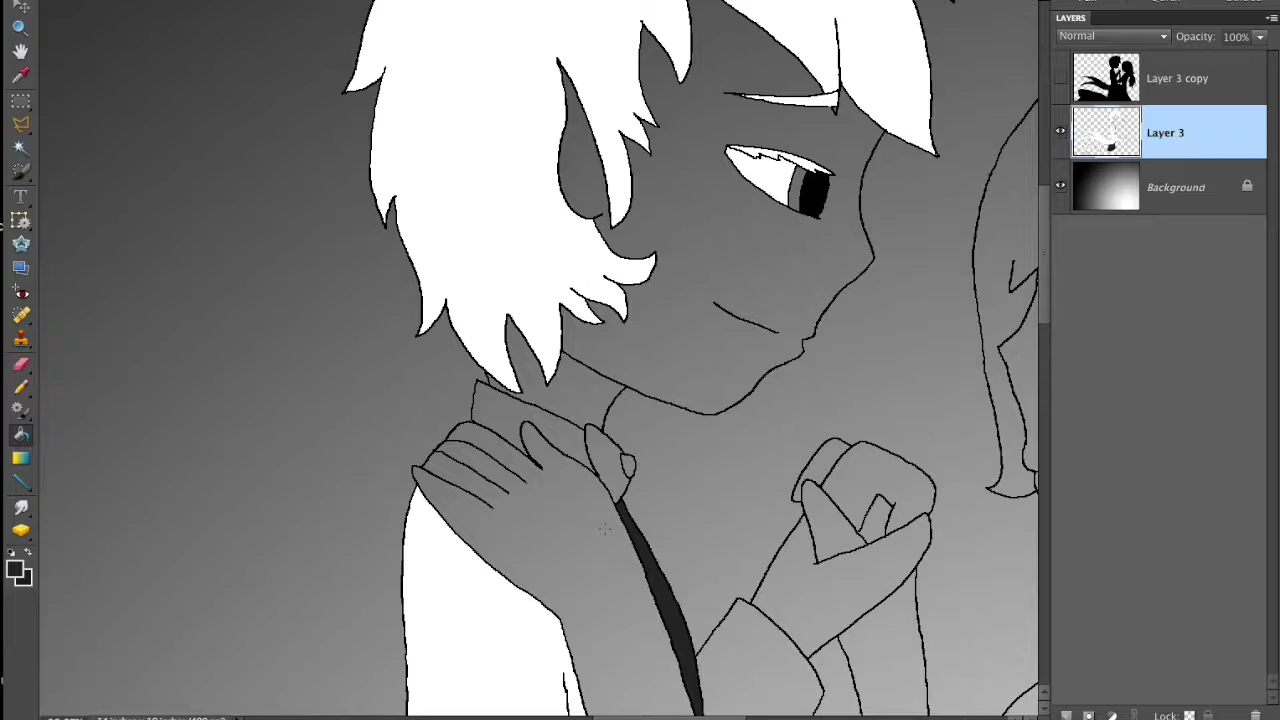 LAYERS
Normal
Opacity: 100%
Layer 3 copy
Layer 3
Background
Lock: